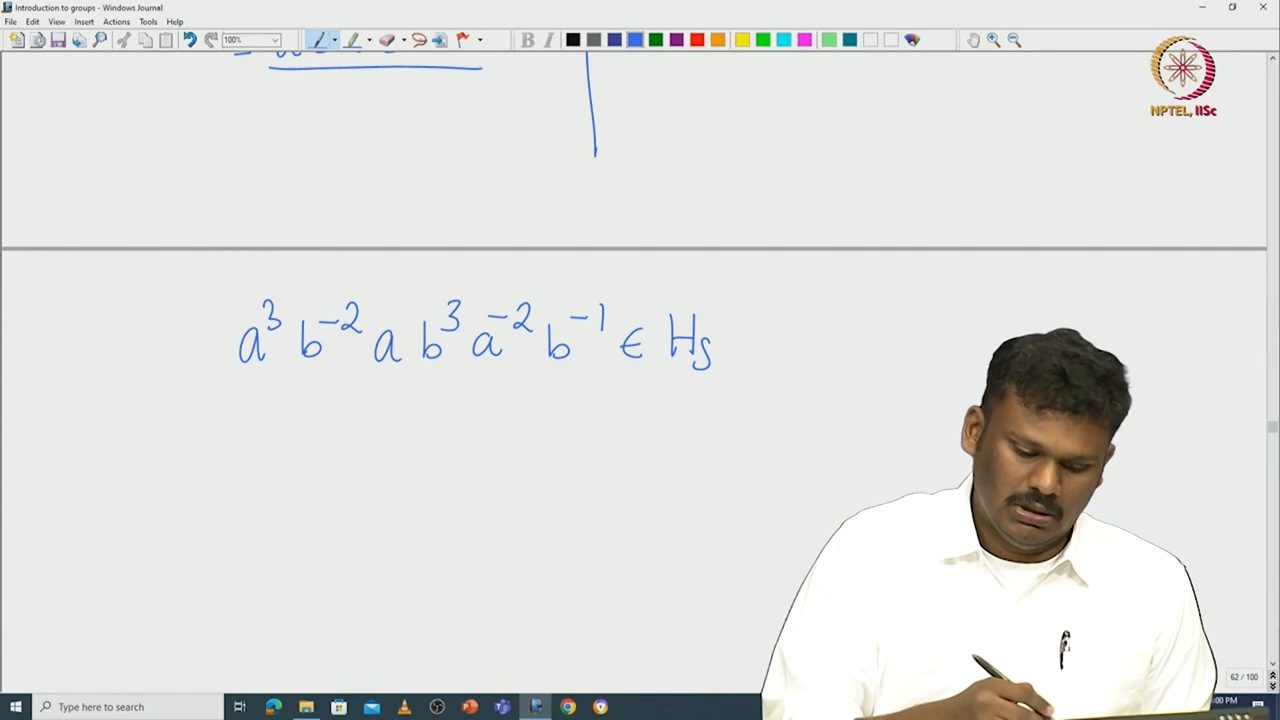 Introduction to groups - Windows Journal
File Edit View Insert Actions Tools Help
100%
B I
NPTEL, IISc
a³ b⁻² a b³ a⁻² b⁻¹ ∈ H_S
62 / 100
Type here to search